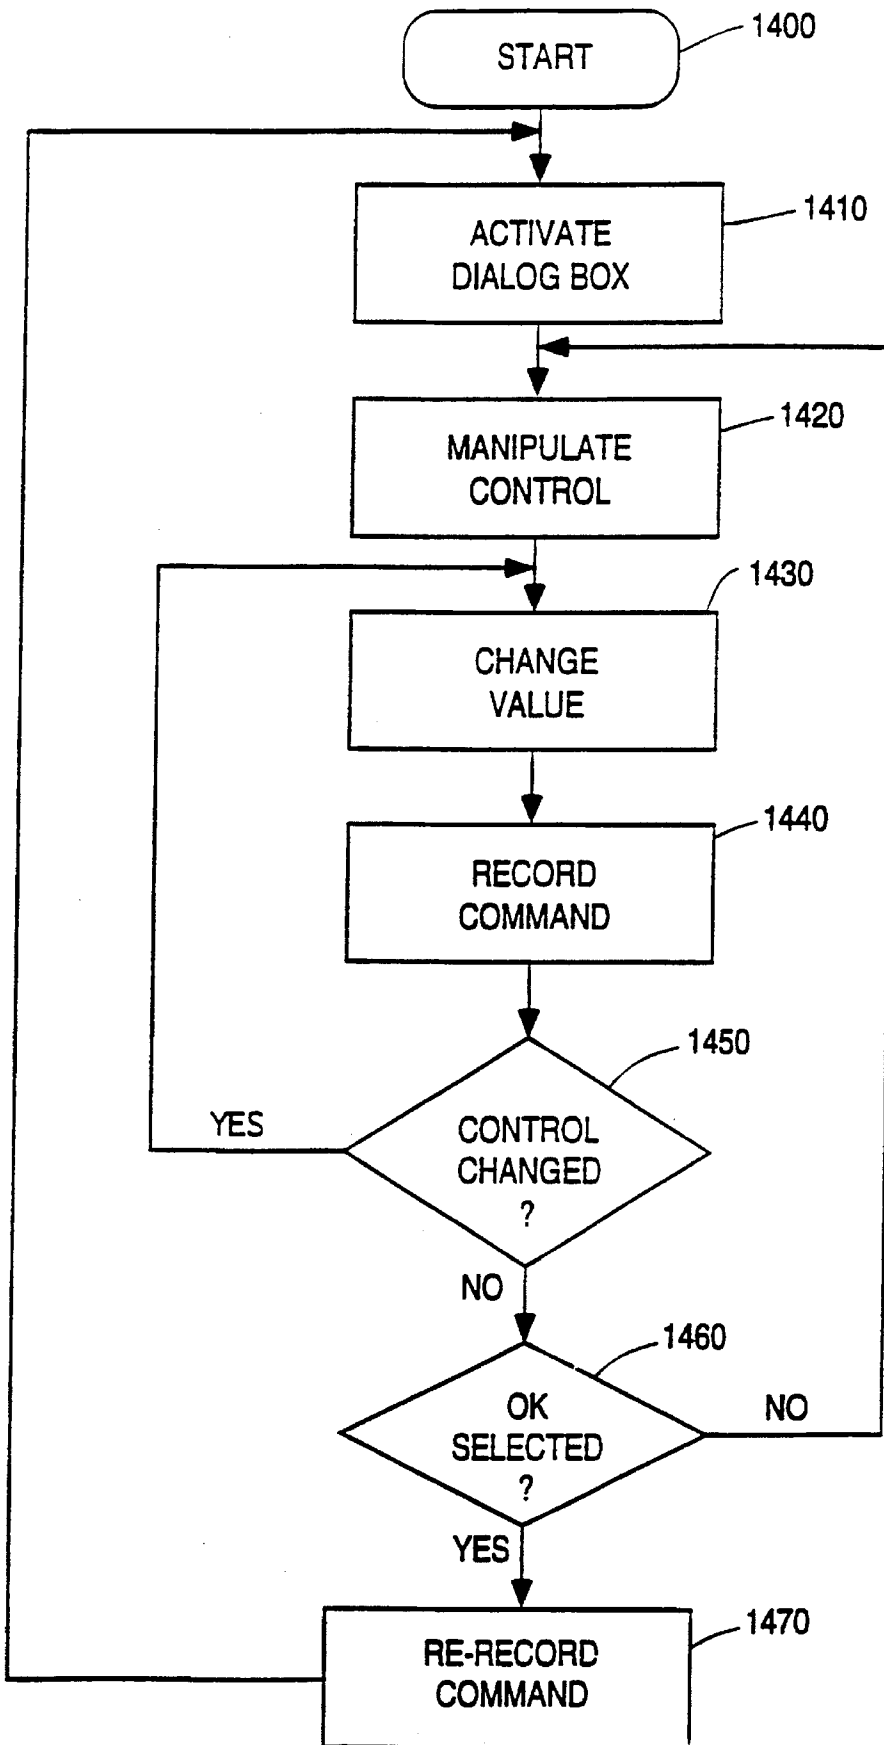 1400
START
1410
ACTIVATE
DIALOG BOX
1420
MANIPULATE
CONTROL
1430
CHANGE
VALUE
1440
RECORD
COMMAND
1450
YES
CONTROL
CHANGED
?
NO
1460
OK
SELECTED
?
NO
YES
1470
RE-RECORD
COMMAND